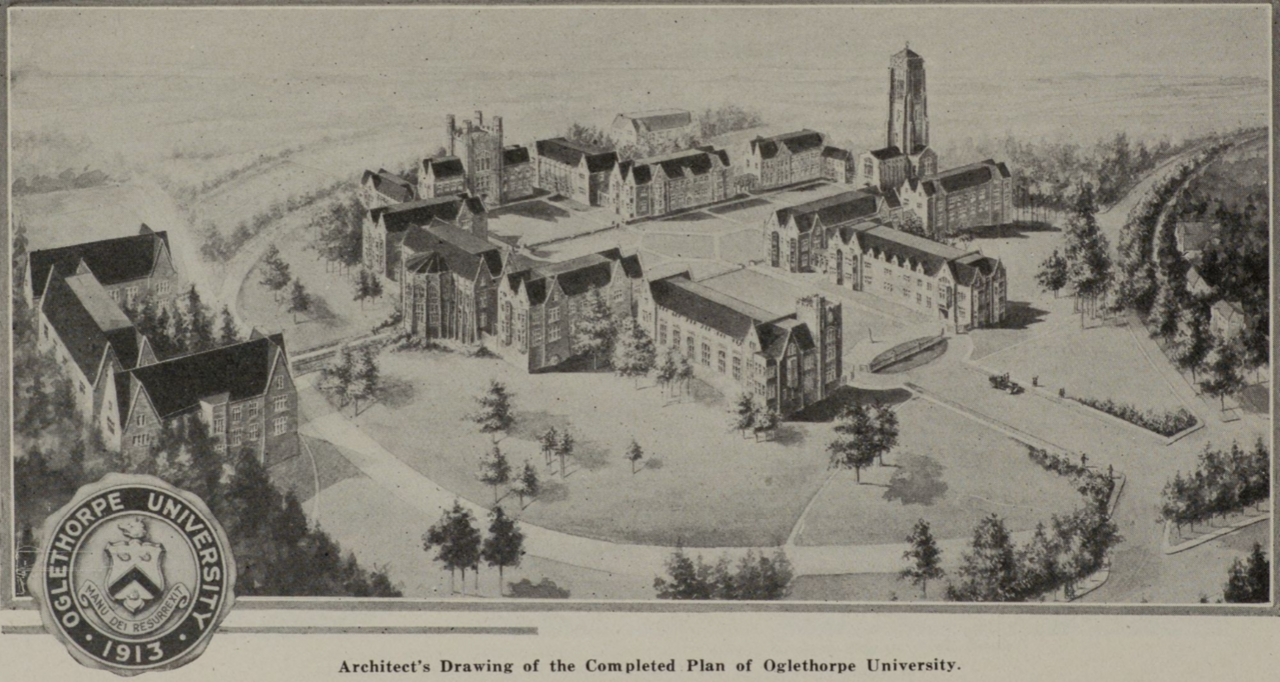 OGLETHORPE UNIVERSITY
MANU DEI RESURREXIT
• 1913 •
Architect's Drawing of the Completed Plan of Oglethorpe University.